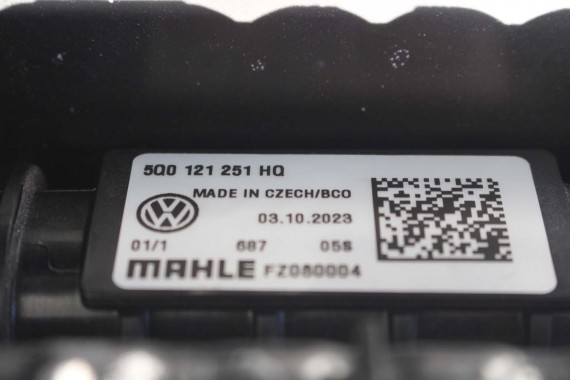 5Q0 121 251 HQ
MADE IN CZECH/BCO
03.10.2023
01/1 687 05S
MAHLE FZ080004